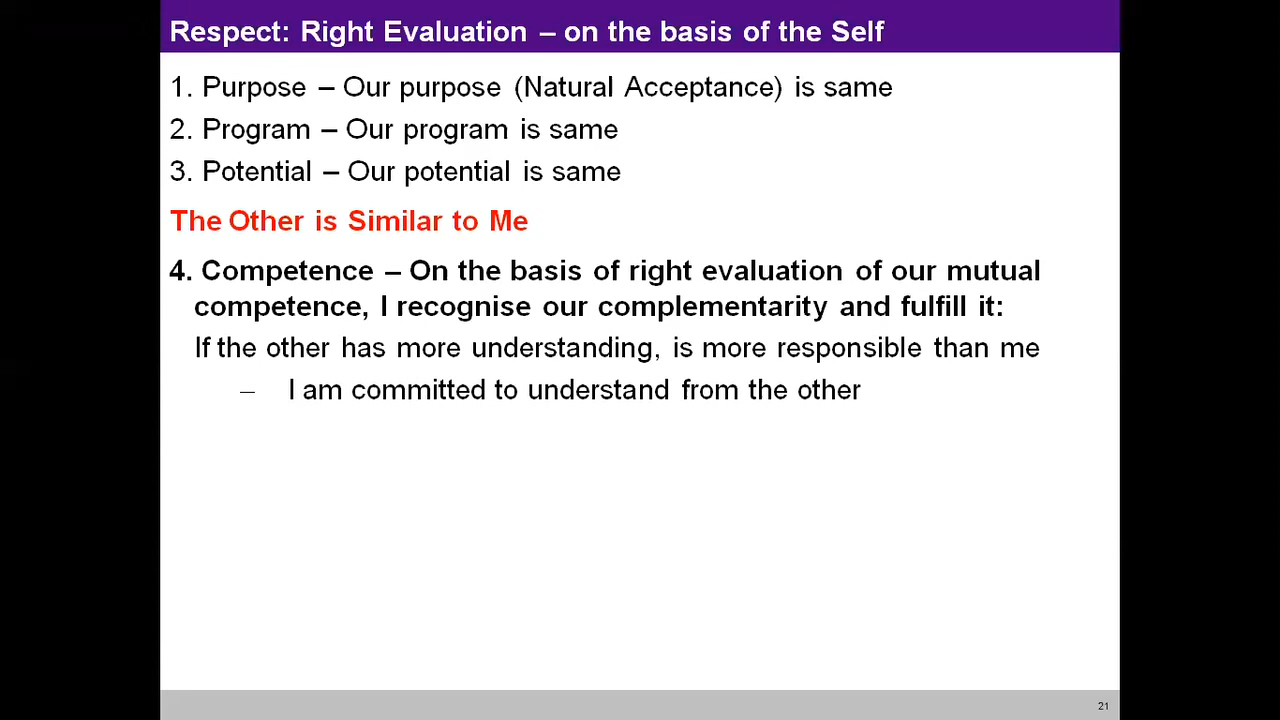 Respect: Right Evaluation – on the basis of the Self
1. Purpose – Our purpose (Natural Acceptance) is same
2. Program – Our program is same
3. Potential – Our potential is same
The Other is Similar to Me
4. Competence – On the basis of right evaluation of our mutual
competence, I recognise our complementarity and fulfill it:
If the other has more understanding, is more responsible than me
– I am committed to understand from the other
21